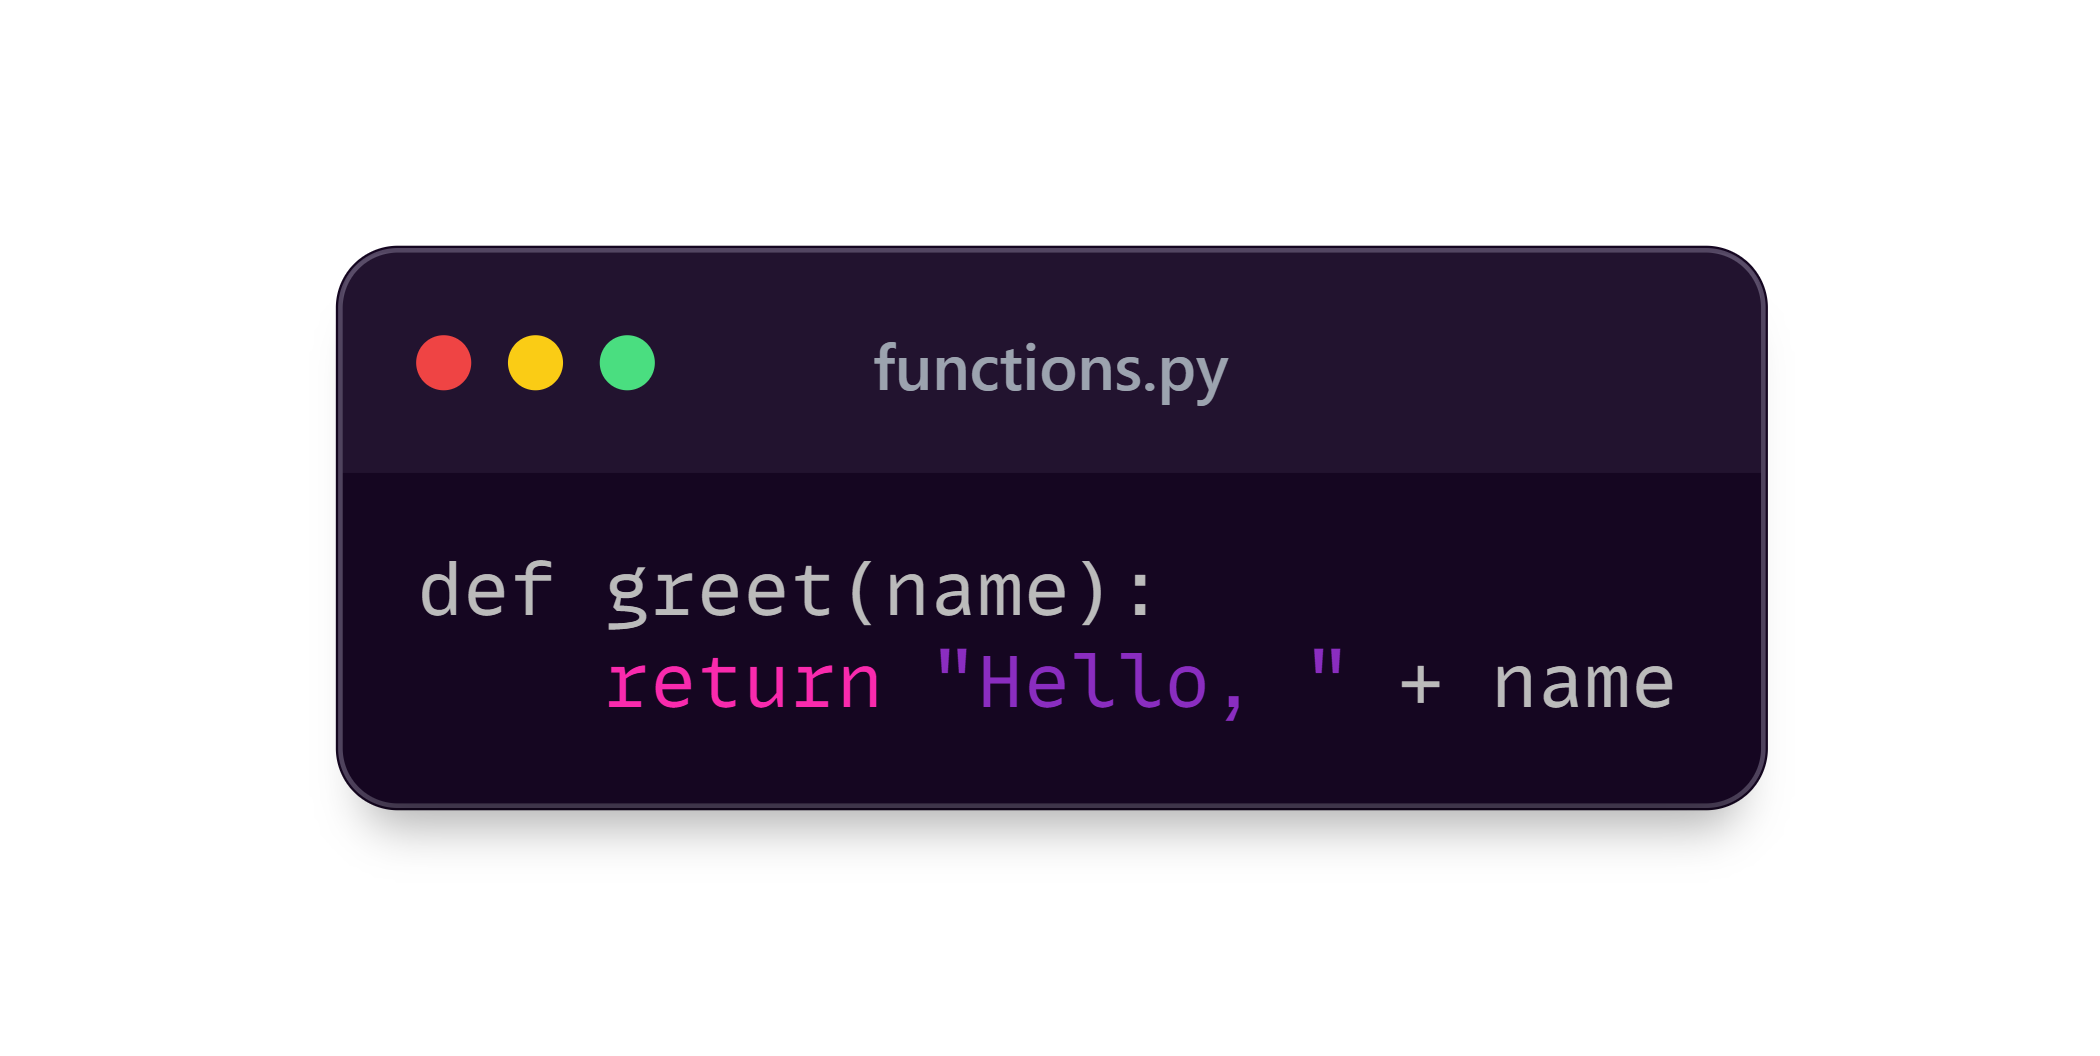 functions.py
def greet(name):
    return "Hello, " + name